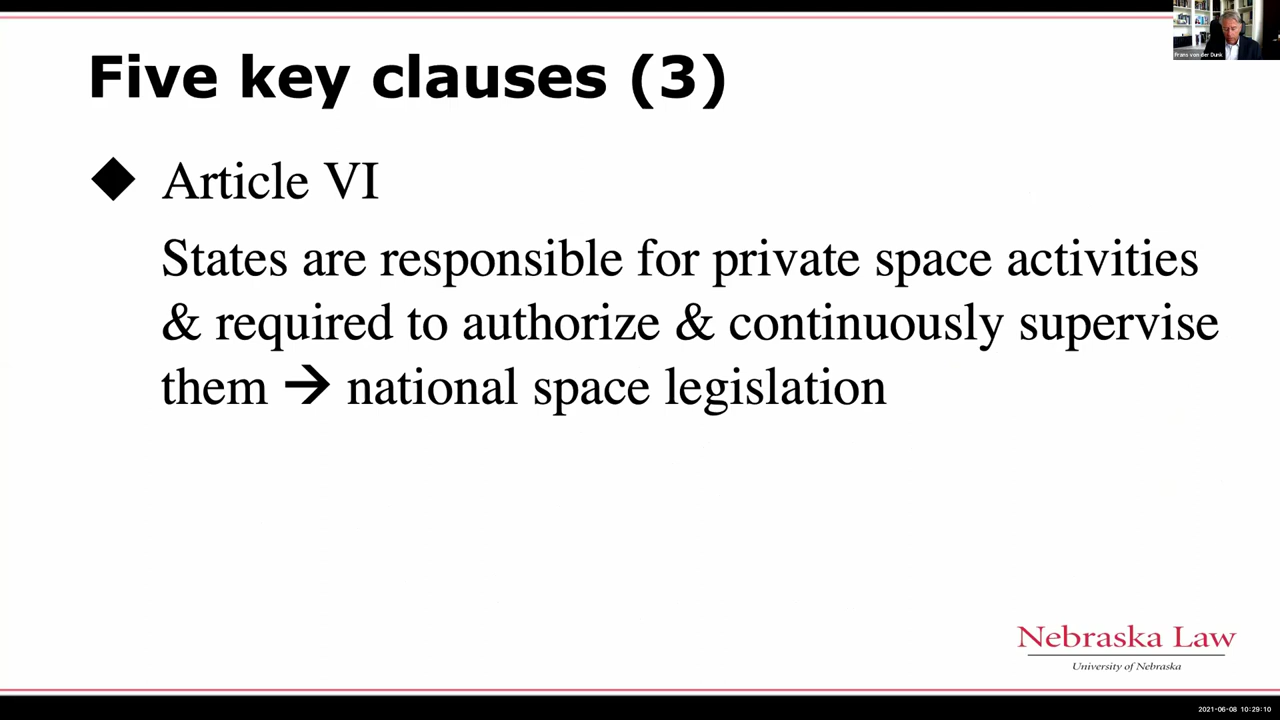 Five key clauses (3)
Frans von der Dunk
◆ Article VI
States are responsible for private space activities
& required to authorize & continuously supervise
them → national space legislation
Nebraska Law
University of Nebraska
2021-06-08 10:29:10